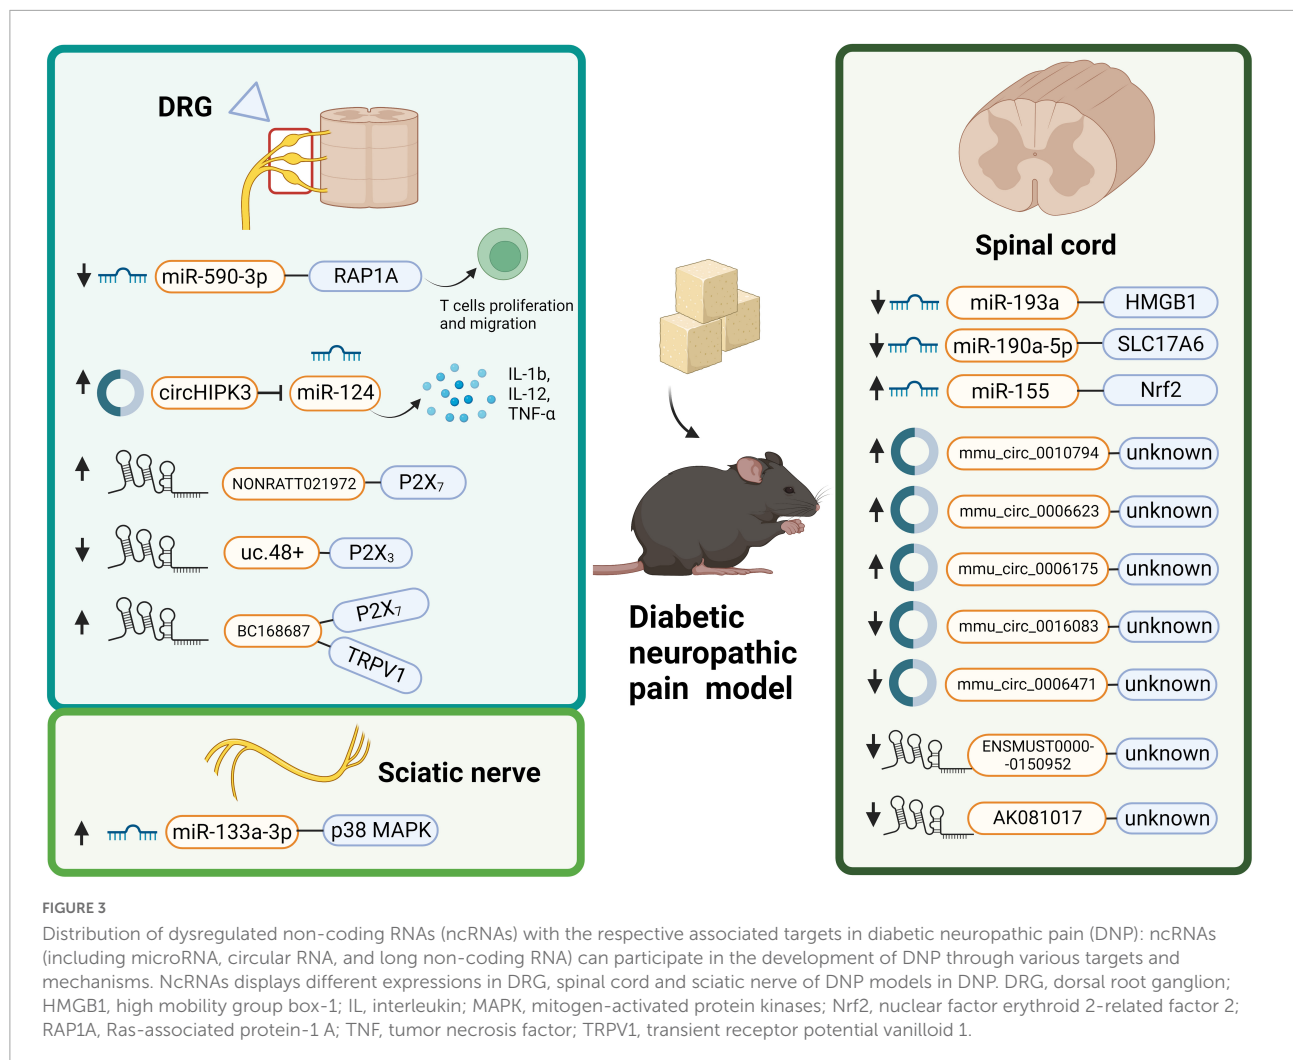 DRG
miR-590-3p
RAP1A
T cells proliferation
and migration
circHIPK3
miR-124
IL-1b,
IL-12,
TNF-α
NONRATT021972
P2X₇
uc.48+
P2X₃
BC168687
P2X₇
TRPV1
Sciatic nerve
miR-133a-3p
p38 MAPK
Diabetic
neuropathic
pain model
Spinal cord
miR-193a
HMGB1
miR-190a-5p
SLC17A6
miR-155
Nrf2
mmu_circ_0010794
unknown
mmu_circ_0006623
unknown
mmu_circ_0006175
unknown
mmu_circ_0016083
unknown
mmu_circ_0006471
unknown
ENSMUST0000-
-0150952
unknown
AK081017
unknown
FIGURE 3
Distribution of dysregulated non-coding RNAs (ncRNAs) with the respective associated targets in diabetic neuropathic pain (DNP): ncRNAs
(including microRNA, circular RNA, and long non-coding RNA) can participate in the development of DNP through various targets and
mechanisms. NcRNAs displays different expressions in DRG, spinal cord and sciatic nerve of DNP models in DNP. DRG, dorsal root ganglion;
HMGB1, high mobility group box-1; IL, interleukin; MAPK, mitogen-activated protein kinases; Nrf2, nuclear factor erythroid 2-related factor 2;
RAP1A, Ras-associated protein-1 A; TNF, tumor necrosis factor; TRPV1, transient receptor potential vanilloid 1.